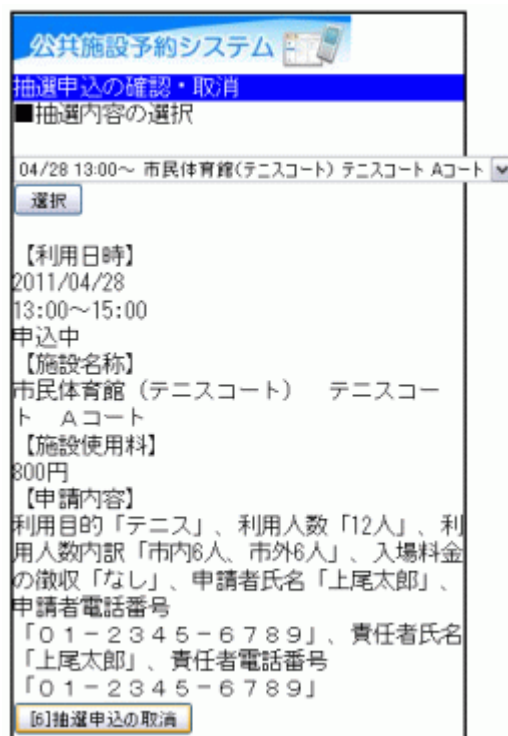 公共施設予約システム
抽選申込の確認・取消
■抽選内容の選択
04/28 13:00～ 市民体育館(テニスコート) テニスコート Aコート
選択
【利用日時】
2011/04/28
13:00～15:00
申込中
【施設名称】
市民体育館（テニスコート）　テニスコー
ト　Ａコート
【施設使用料】
800円
【申請内容】
利用目的「テニス」、利用人数「12人」、利
用人数内訳「市内6人、市外6人」、入場料金
の徴収「なし」、申請者氏名「上尾太郎」、
申請者電話番号
「０１－２３４５－６７８９」、責任者氏名
「上尾太郎」、責任者電話番号
「０１－２３４５－６７８９」
[6]抽選申込の取消